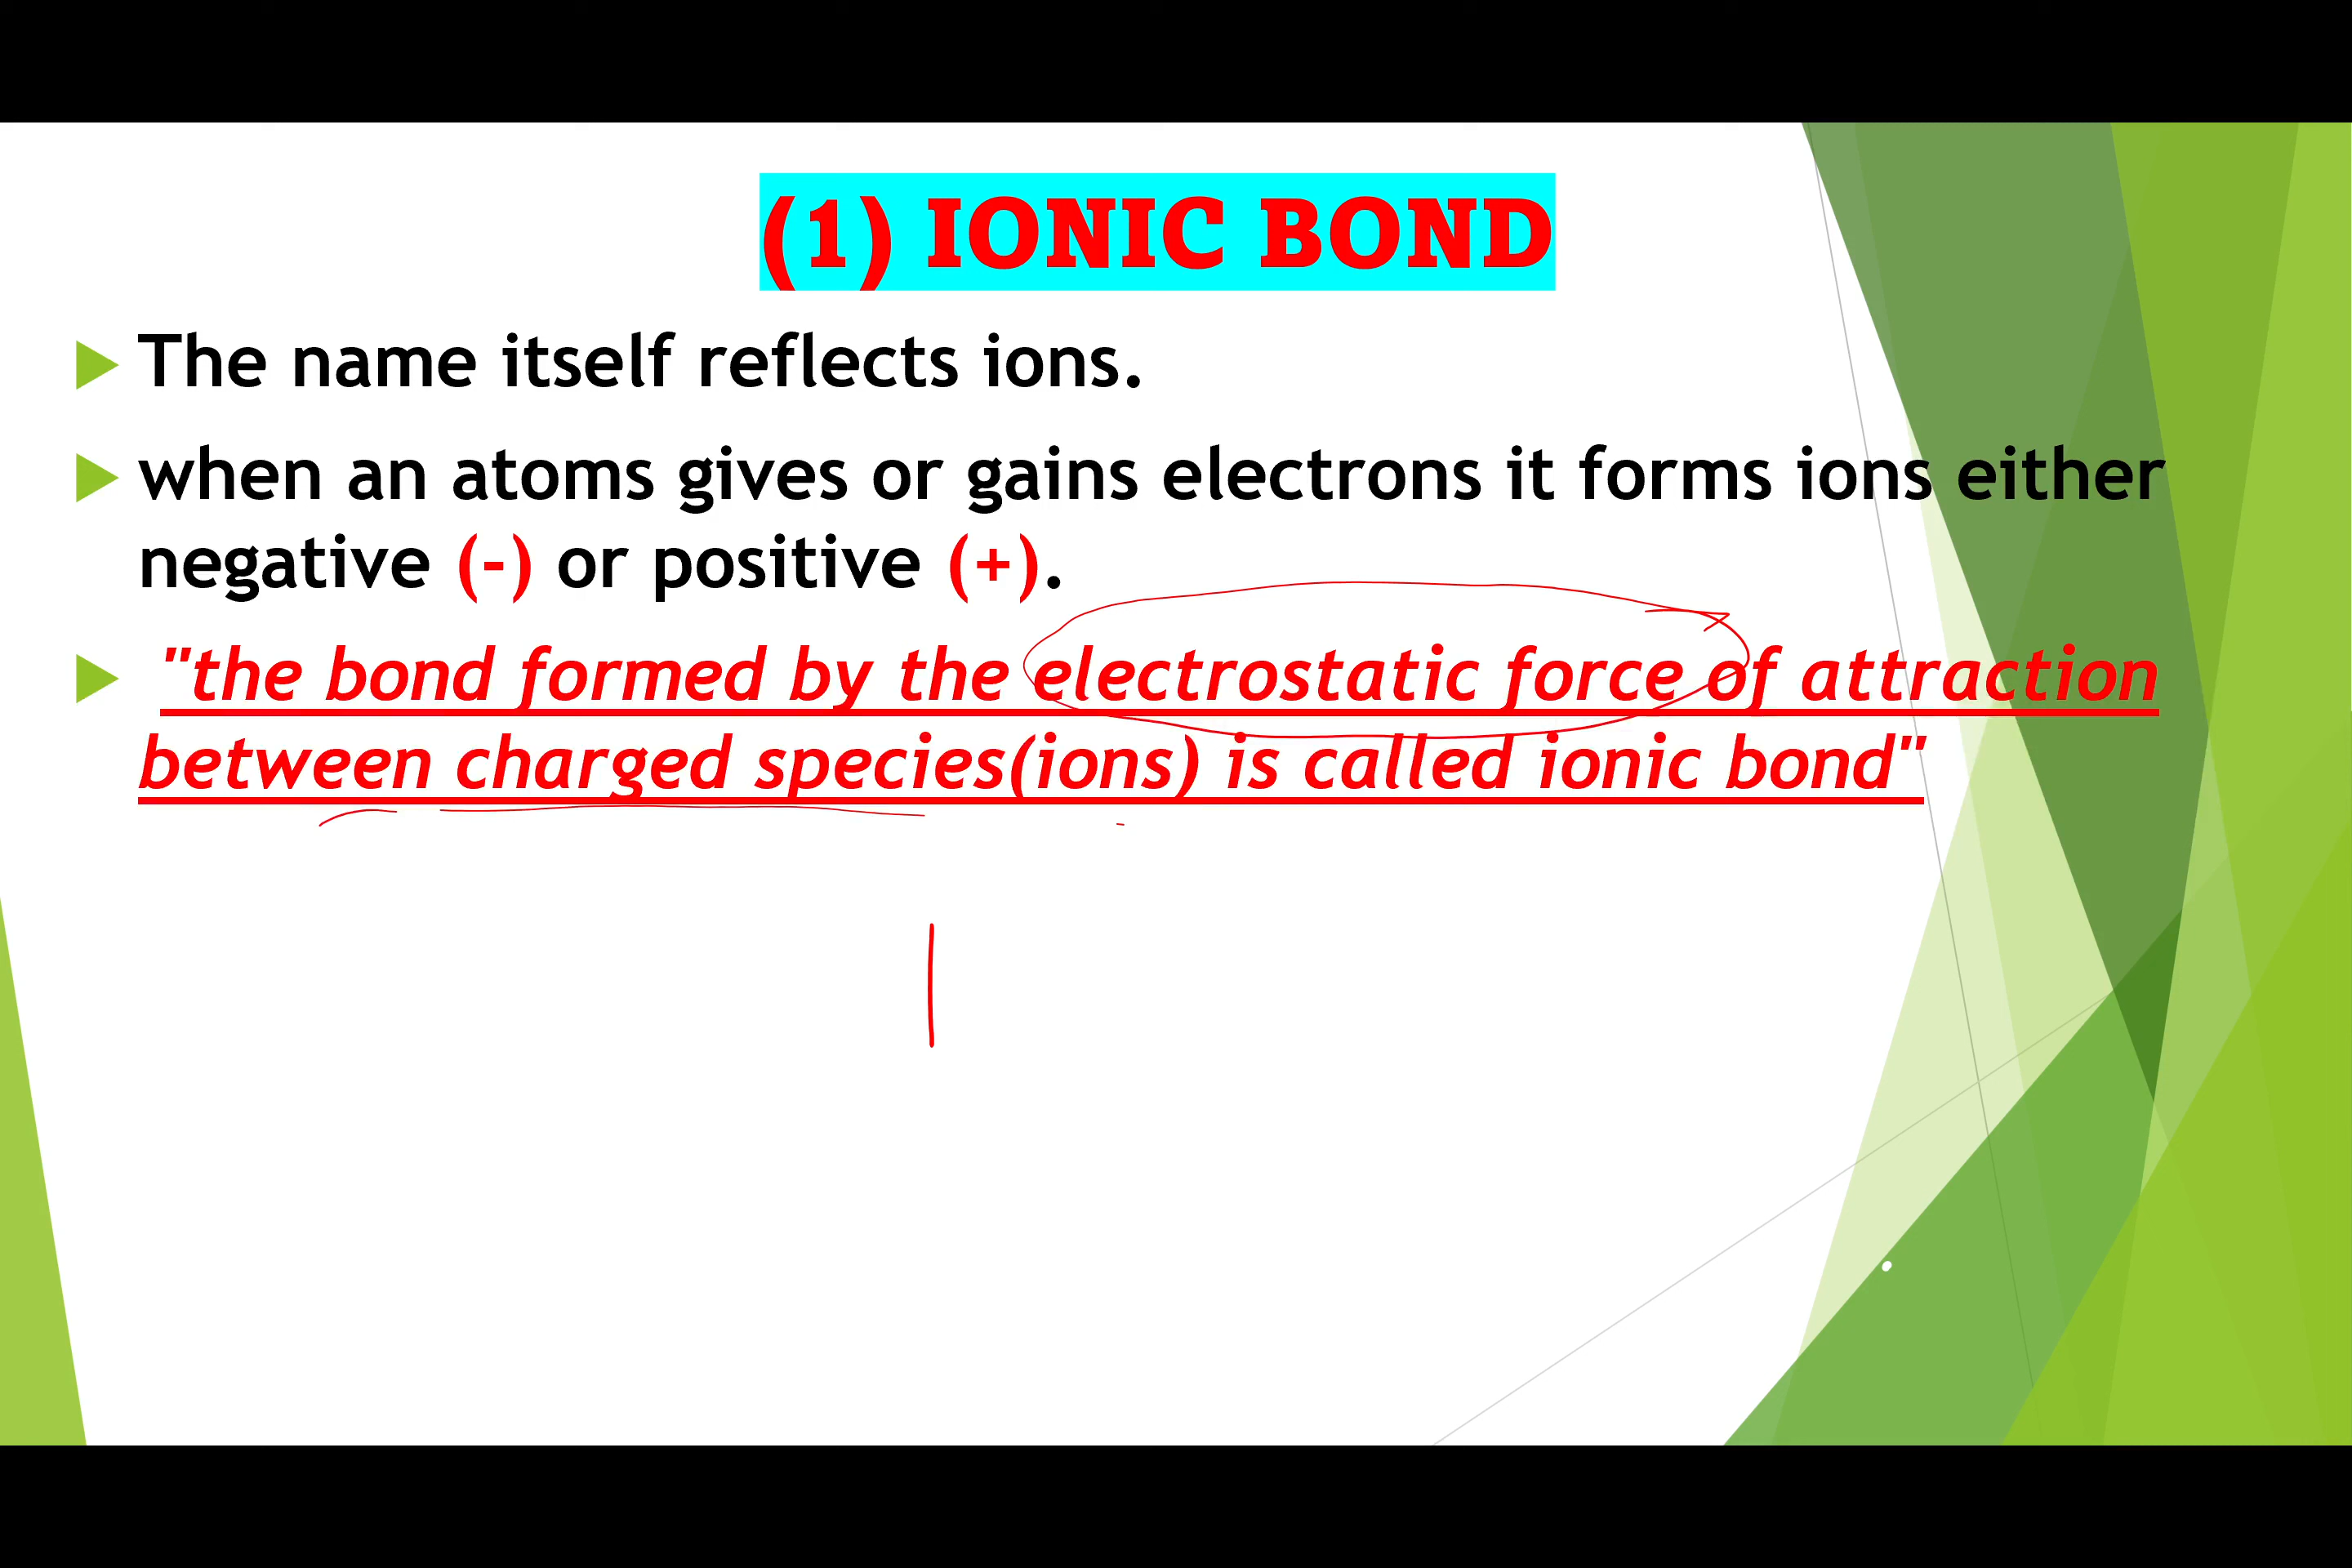 (1) IONIC BOND
The name itself reflects ions.
when an atoms gives or gains electrons it forms ions either
negative (-) or positive (+).
"the bond formed by the electrostatic force of attraction
between charged species(ions) is called ionic bond"